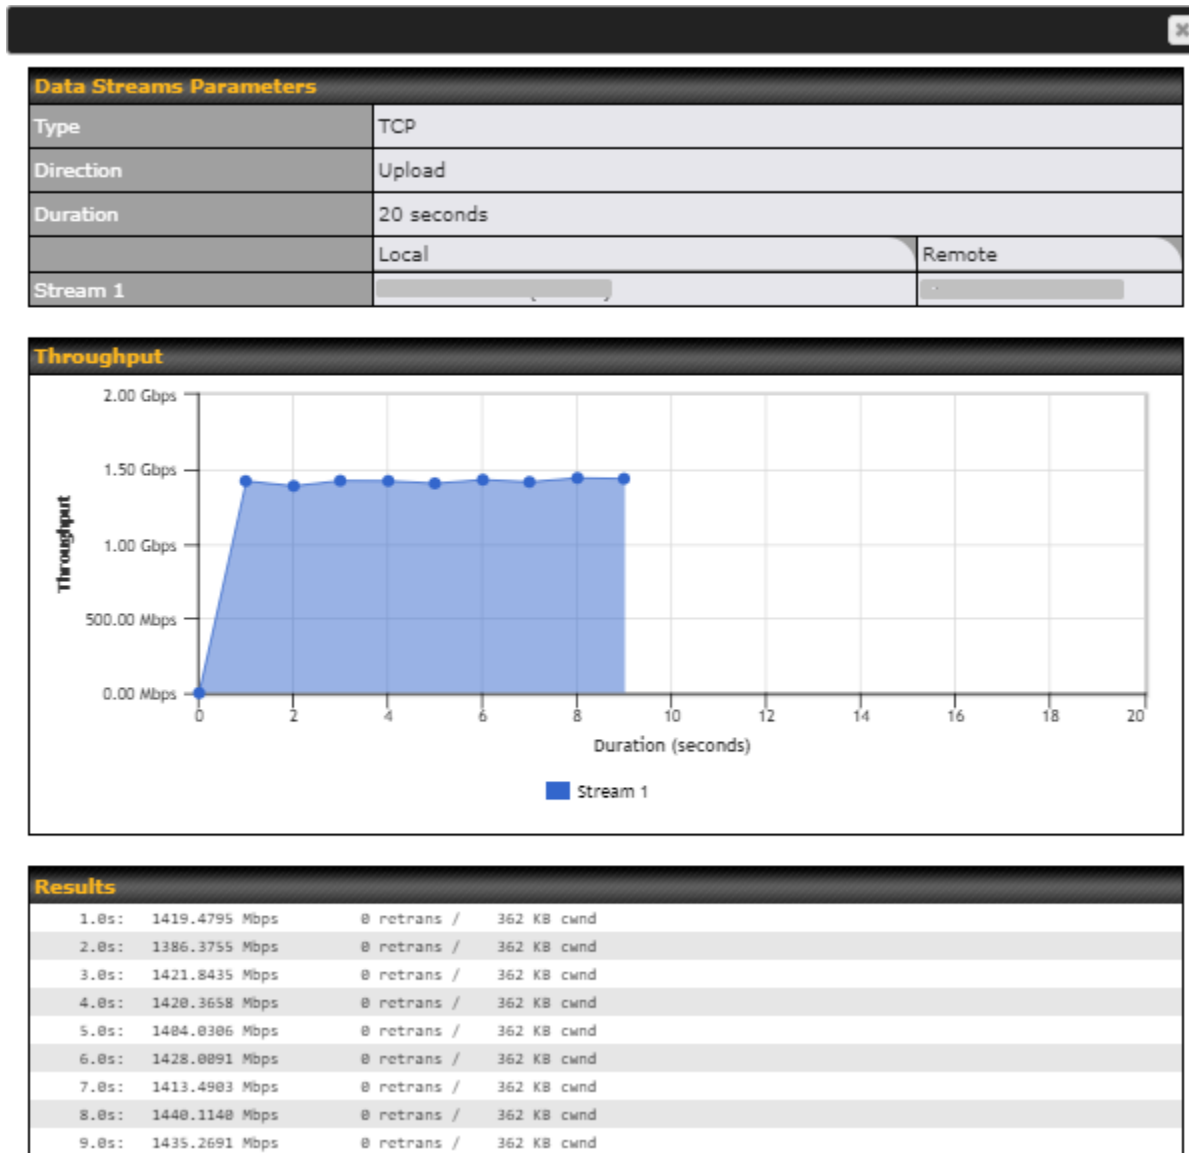 Data Streams Parameters
Type TCP
Direction Upload
Duration 20 seconds
Local Remote
Stream 1
Throughput
2.00 Gbps
1.50 Gbps
1.00 Gbps
500.00 Mbps
0.00 Mbps
Throughput
0 2 4 6 8 10 12 14 16 18 20
Duration (seconds)
Stream 1
Results
1.0s: 1419.4795 Mbps 0 retrans / 362 KB cwnd
2.0s: 1386.3755 Mbps 0 retrans / 362 KB cwnd
3.0s: 1421.8435 Mbps 0 retrans / 362 KB cwnd
4.0s: 1420.3658 Mbps 0 retrans / 362 KB cwnd
5.0s: 1404.0306 Mbps 0 retrans / 362 KB cwnd
6.0s: 1428.0091 Mbps 0 retrans / 362 KB cwnd
7.0s: 1413.4903 Mbps 0 retrans / 362 KB cwnd
8.0s: 1440.1140 Mbps 0 retrans / 362 KB cwnd
9.0s: 1435.2691 Mbps 0 retrans / 362 KB cwnd